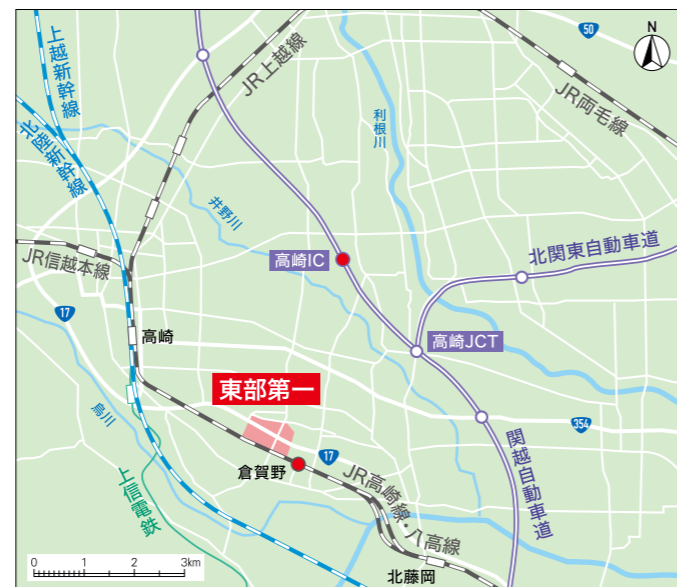 上越新幹線
北陸新幹線
JR上越線
50
N
JR両毛線
利根川
井野川
高崎IC
北関東自動車道
JR信越本線
17
高崎
高崎JCT
東部第一
烏川
354
17
倉賀野
上信電鉄
JR高崎線・八高線
関越自動車道
北藤岡
0 1 2 3km